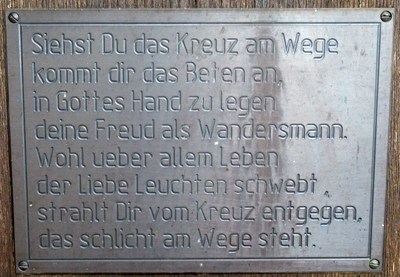 Siehst Du das Kreuz am Wege
kommt dir das Beten an,
in Gottes Hand zu legen
deine Freud als Wandersmann.
Wohl ueber allem Leben
der Liebe Leuchten schwebt,
strahlt Dir vom Kreuz entgegen,
das schlicht am Wege steht.